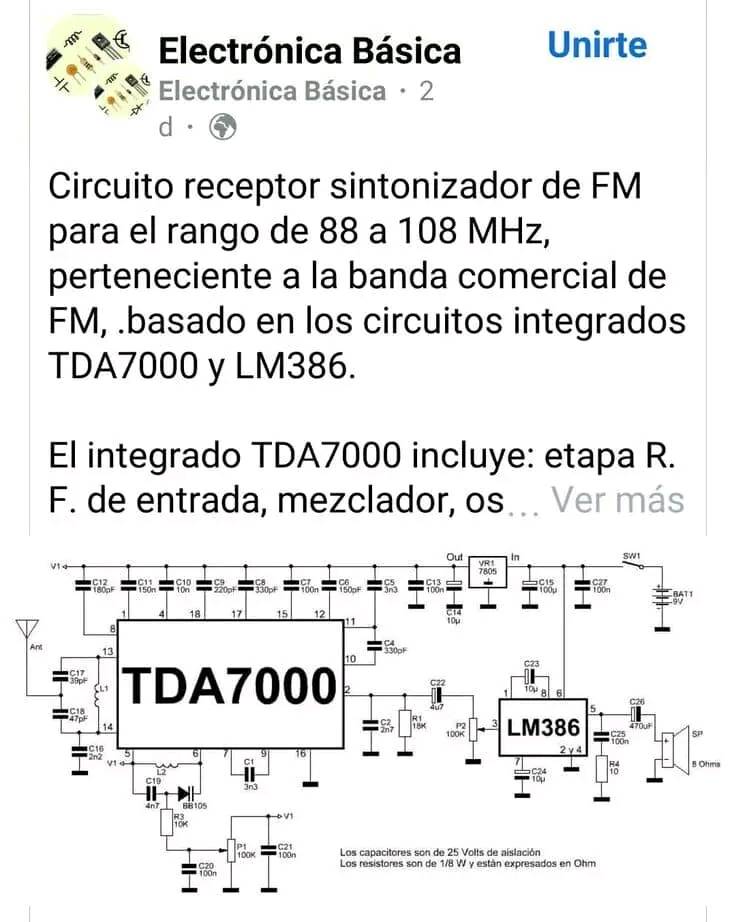 Electrónica Básica
Unirte
Electrónica Básica · 2
d ·
Circuito receptor sintonizador de FM
para el rango de 88 a 108 MHz,
perteneciente a la banda comercial de
FM, .basado en los circuitos integrados
TDA7000 y LM386.
El integrado TDA7000 incluye: etapa R.
F. de entrada, mezclador, os... Ver más
V1
C12 180pF
C11 150n
C10 10n
C9 220pF
C8 330pF
C7 100n
C6 150pF
C5 3n3
C13 100n
Out
VR1 7805
In
C14 10µ
C15 100µ
C27 100n
SW1
BAT1 9V
1 4 18 17 15 12
8
11
Ant
13
C4 330pF
10
C17 39pF
L1
TDA7000
2
C22 4u7
C23 10µ
1 8 6
C18 47pF
14
C2 2n7
R1 18K
P2 100K
3
LM386
5
C26 470uF
SP
C16 2n2
5 6 7 9 16
2 y 4
7
C25 100n
8 Ohms
V1
L2
C1 3n3
C24 10µ
R4 10
C19 4n7
BB105
R3 10K
V1
P1 100K
C21 100n
C20 100n
Los capacitores son de 25 Volts de aislación
Los resistores son de 1/8 W y están expresados en Ohm